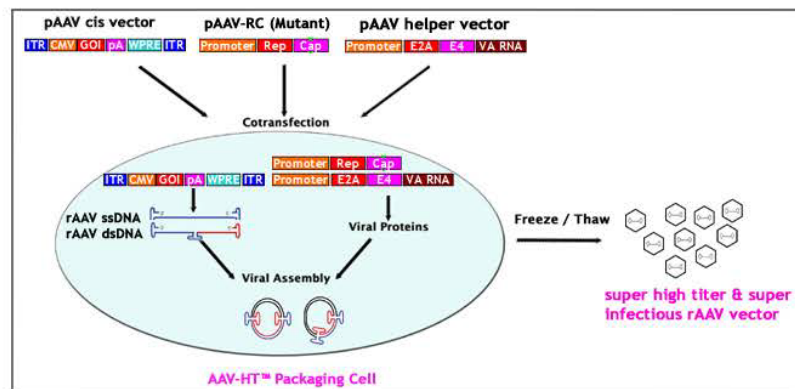 pAAV cis vector
pAAV-RC (Mutant)
pAAV helper vector
ITR CMV GOI pA WPRE ITR
Promoter Rep Cap
Promoter E2A E4 VA RNA
Cotransfection
Promoter Rep Cap
ITR CMV GOI pA WPRE ITR
Promoter E2A E4 VA RNA
rAAV ssDNA
rAAV dsDNA
Viral Proteins
Freeze / Thaw
Viral Assembly
super high titer & super
infectious rAAV vector
AAV-HT™ Packaging Cell